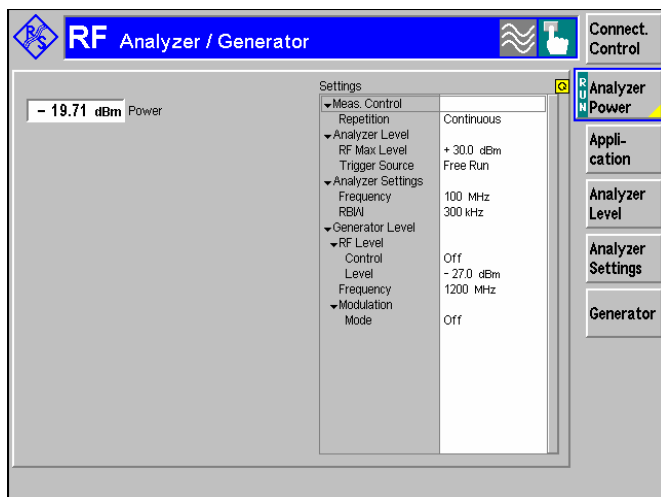 R S
RF Analyzer / Generator
Connect.
Control
RUN
Analyzer
Power
Appli-
cation
Analyzer
Level
Analyzer
Settings
Generator
- 19.71 dBm Power
Settings
Meas. Control
Repetition Continuous
Analyzer Level
RF Max Level + 30.0 dBm
Trigger Source Free Run
Analyzer Settings
Frequency 100 MHz
RBW 300 kHz
Generator Level
RF Level
Control Off
Level - 27.0 dBm
Frequency 1200 MHz
Modulation
Mode Off